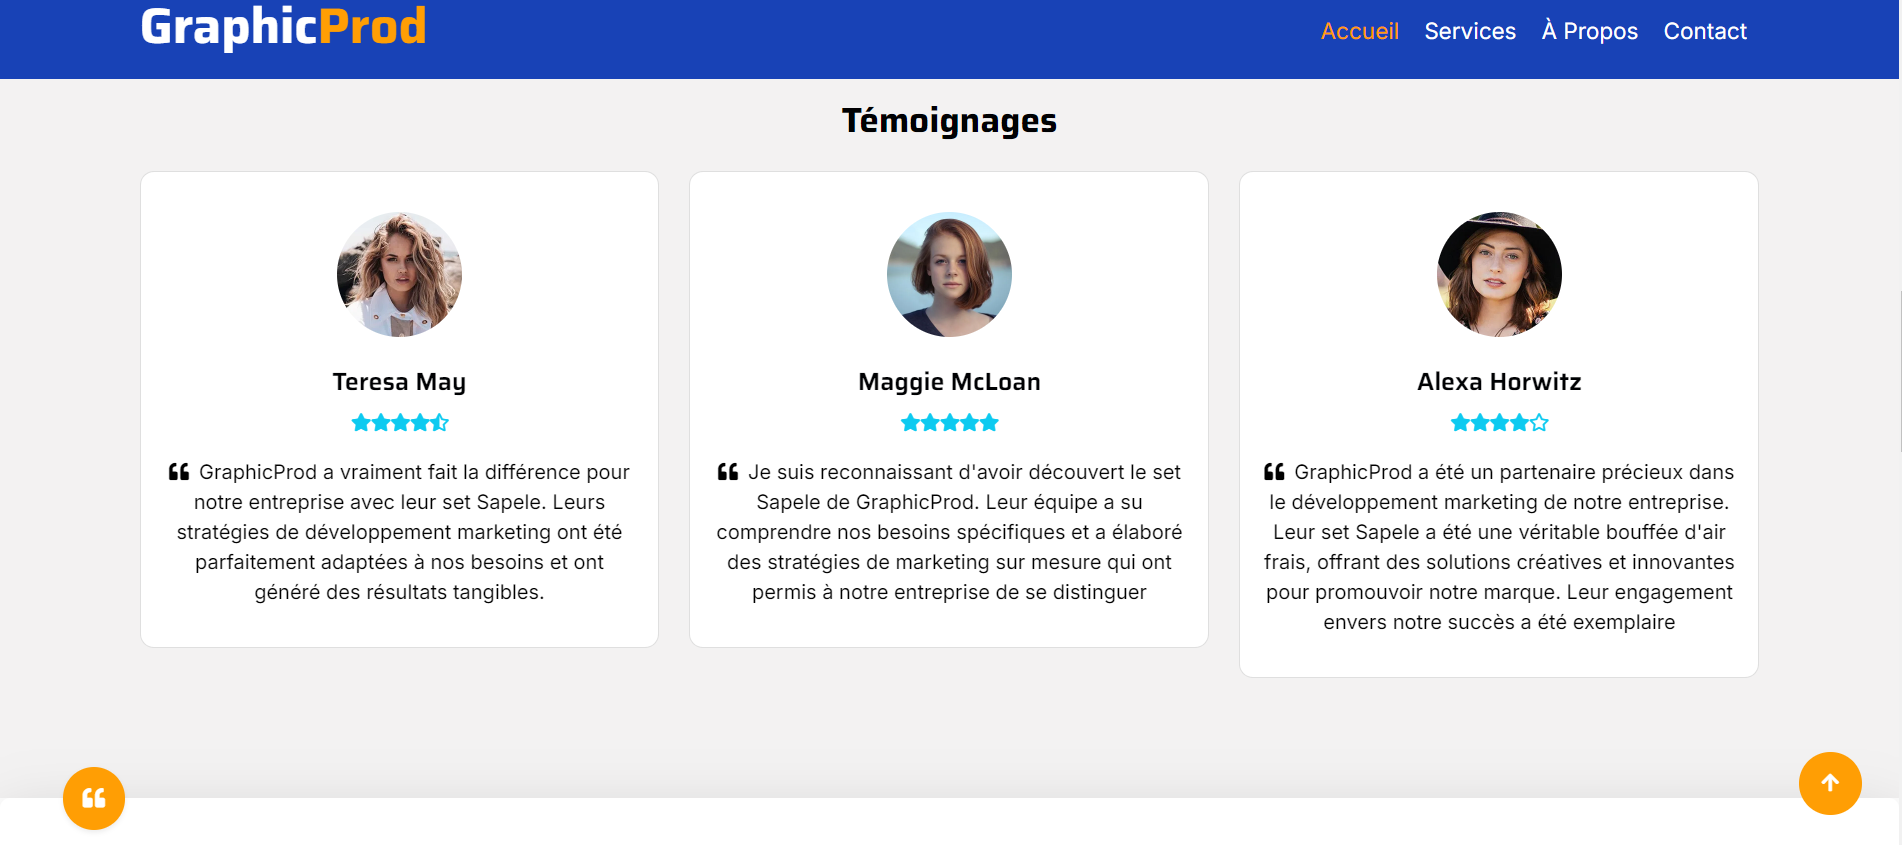 GraphicProd
Accueil Services À Propos Contact
Témoignages
Teresa May
❝ GraphicProd a vraiment fait la différence pour
notre entreprise avec leur set Sapele. Leurs
stratégies de développement marketing ont été
parfaitement adaptées à nos besoins et ont
généré des résultats tangibles.
Maggie McLoan
❝ Je suis reconnaissant d'avoir découvert le set
Sapele de GraphicProd. Leur équipe a su
comprendre nos besoins spécifiques et a élaboré
des stratégies de marketing sur mesure qui ont
permis à notre entreprise de se distinguer
Alexa Horwitz
❝ GraphicProd a été un partenaire précieux dans
le développement marketing de notre entreprise.
Leur set Sapele a été une véritable bouffée d'air
frais, offrant des solutions créatives et innovantes
pour promouvoir notre marque. Leur engagement
envers notre succès a été exemplaire